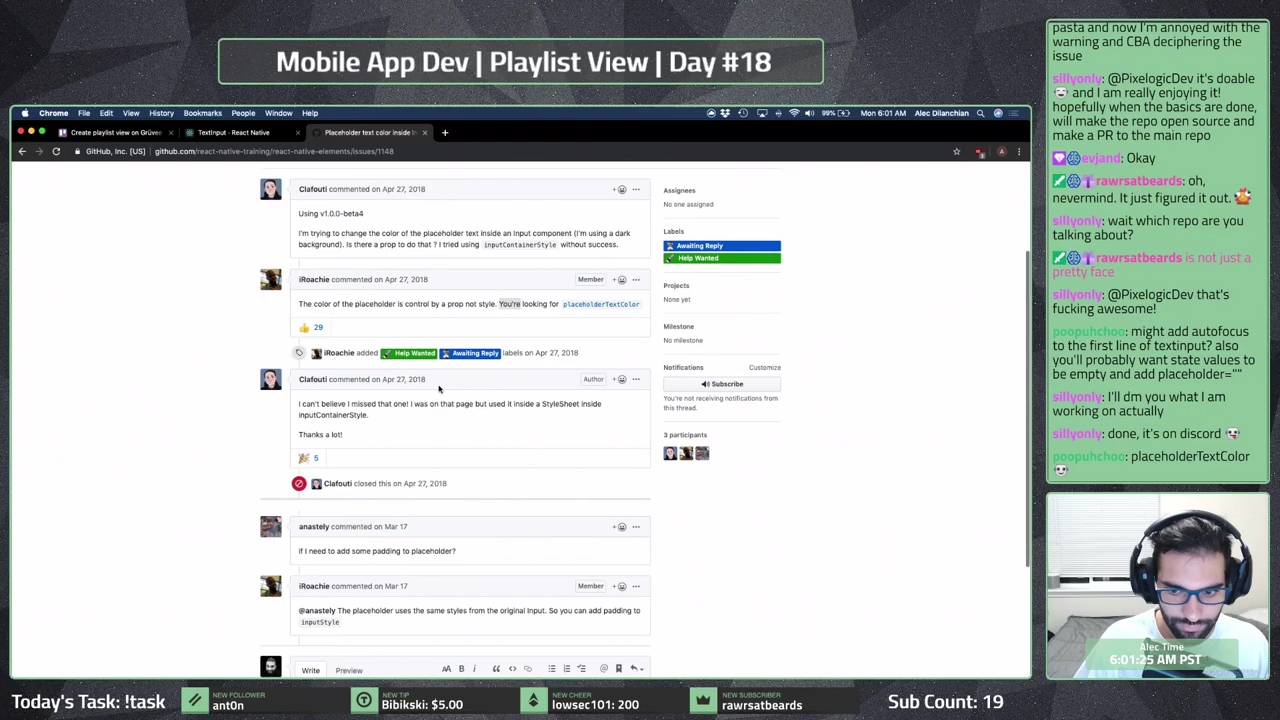 Mobile App Dev | Playlist View | Day #18
Chrome File Edit View History Bookmarks People Window Help
99% Mon 6:01 AM Alec Dilanchian
Create playlist view on Grüvee
TextInput · React Native
Placeholder text color inside In
GitHub, Inc. [US] github.com/react-native-training/react-native-elements/issues/1148
Clafouti commented on Apr 27, 2018
Using v1.0.0-beta4
I'm trying to change the color of the placeholder text inside an Input component (I'm using a dark
background). Is there a prop to do that ? I tried using inputContainerStyle without success.
iRoachie commented on Apr 27, 2018 Member
The color of the placeholder is control by a prop not style. You're looking for placeholderTextColor
29
iRoachie added Help Wanted Awaiting Reply labels on Apr 27, 2018
Clafouti commented on Apr 27, 2018 Author
I can't believe I missed that one! I was on that page but used it inside a StyleSheet inside
inputContainerStyle.
Thanks a lot!
5
Clafouti closed this on Apr 27, 2018
anastely commented on Mar 17
if I need to add some padding to placeholder?
iRoachie commented on Mar 17 Member
@anastely The placeholder uses the same styles from the original Input. So you can add padding to
inputStyle
Write Preview
Assignees
No one assigned
Labels
Awaiting Reply
Help Wanted
Projects
None yet
Milestone
No milestone
Notifications Customize
Subscribe
You're not receiving notifications from
this thread.
3 participants
pasta and now I'm annoyed with the
warning and CBA deciphering the
issue
sillyonly: @PixelogicDev it's doable
and I am really enjoying it!
hopefully when the basics are done,
will make the repo open source and
make a PR to the main repo
evjand: Okay
rawrsatbeards: oh,
nevermind. It just figured it out.
sillyonly: wait which repo are you
talking about?
rawrsatbeards is not just a
pretty face
sillyonly: @PixelogicDev that's
fucking awesome!
poopuhchoo: might add autofocus
to the first line of textinput? also
you'll probably want state values to
be empty and add placeholder=""
sillyonly: I'll dm you what I am
working on actually
sillyonly: done, it's on discord
poopuhchoo: placeholderTextColor
Alec Time
6:01:25 AM PST
Today's Task: !task
NEW FOLLOWER
ant0n
NEW TIP
Bibikski: $5.00
NEW CHEER
lowsec101: 200
NEW SUBSCRIBER
rawrsatbeards
Sub Count: 19